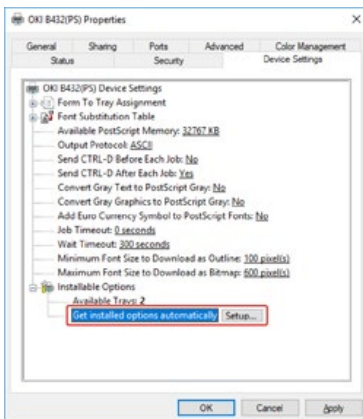 OKI B432(PS) Properties
General Sharing Ports Advanced Color Management
Status Security Device Settings
OKI B432(PS) Device Settings
Form To Tray Assignment
Font Substitution Table
Available PostScript Memory: 32767 KB
Output Protocol: ASCII
Send CTRL-D Before Each Job: No
Send CTRL-D After Each Job: Yes
Convert Gray Text to PostScript Gray: No
Convert Gray Graphics to PostScript Gray: No
Add Euro Currency Symbol to PostScript Fonts: No
Job Timeout: 0 seconds
Wait Timeout: 300 seconds
Minimum Font Size to Download as Outline: 100 pixel(s)
Maximum Font Size to Download as Bitmap: 600 pixel(s)
Installable Options
Available Trays: 2
Get installed options automatically Setup...
OK Cancel Apply